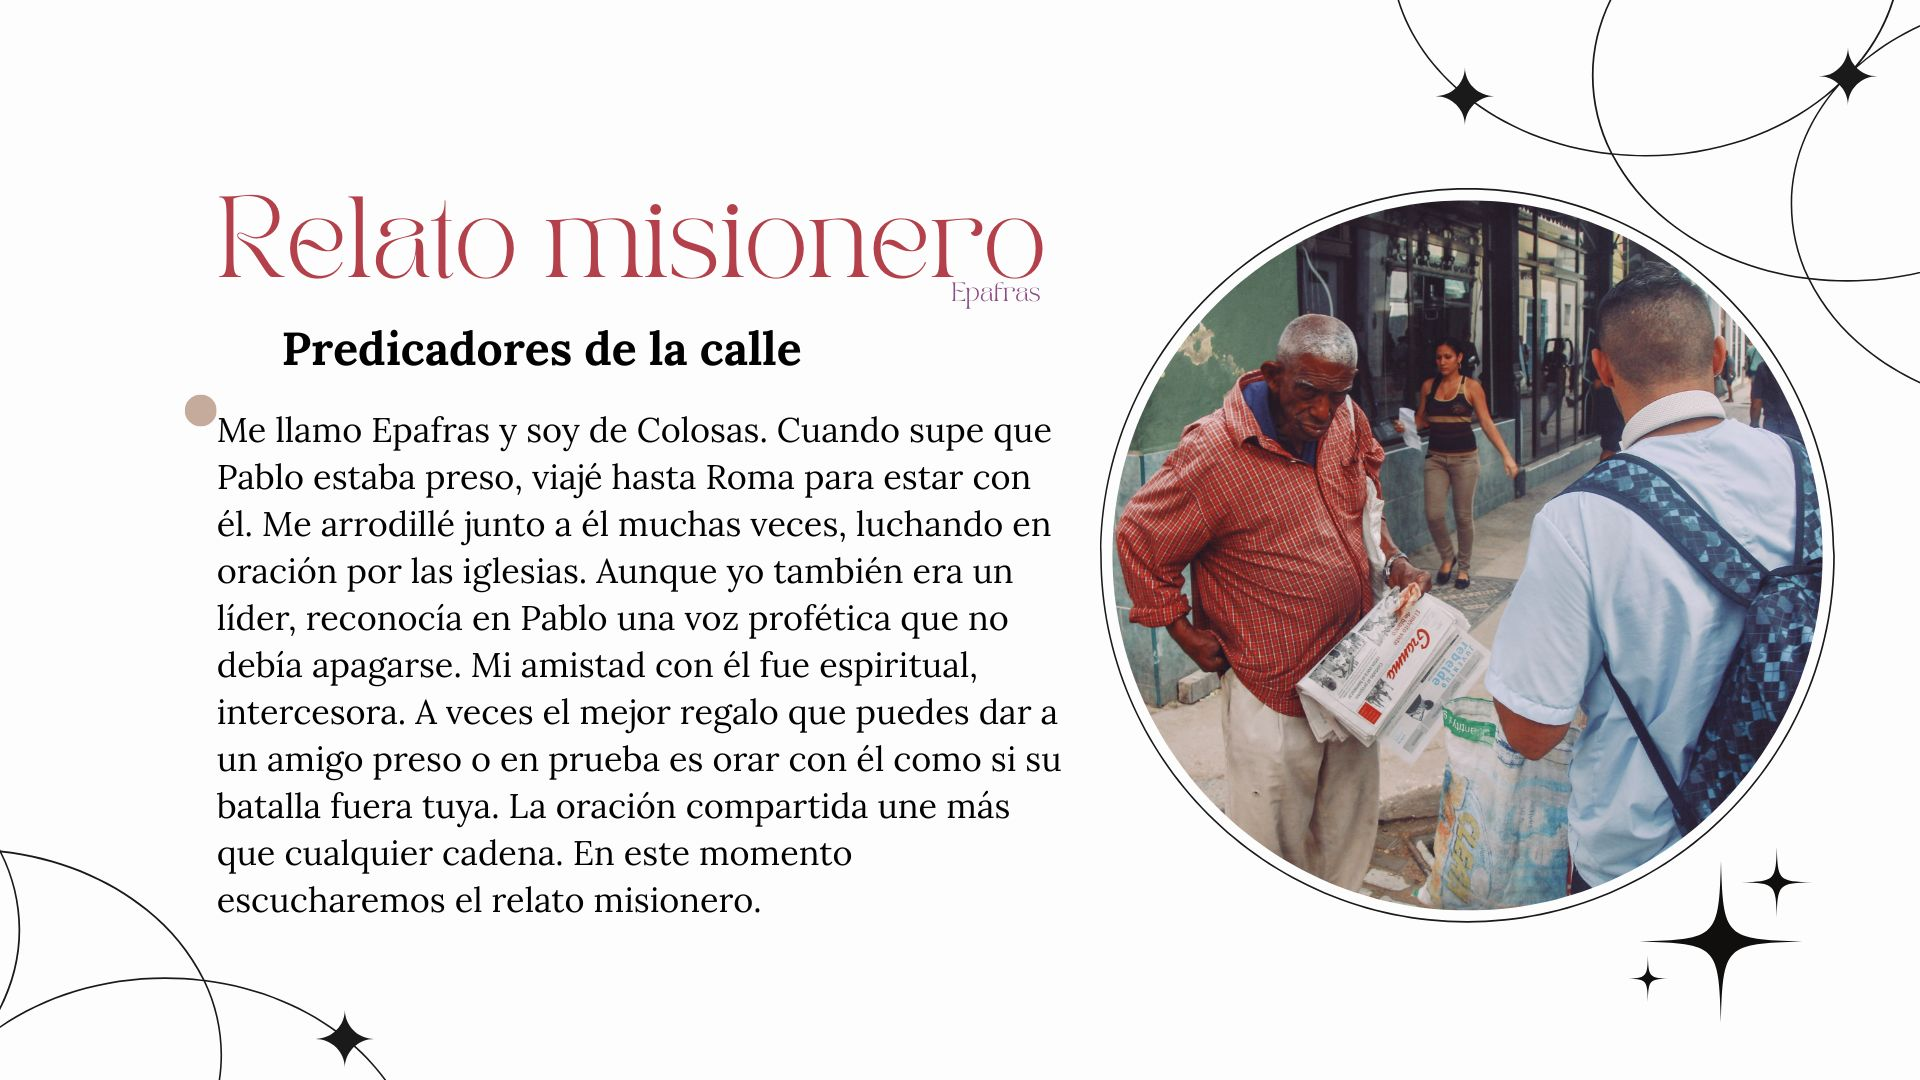 Relato misionero
Epafras
Predicadores de la calle
Me llamo Epafras y soy de Colosas. Cuando supe que
Pablo estaba preso, viajé hasta Roma para estar con
él. Me arrodillé junto a él muchas veces, luchando en
oración por las iglesias. Aunque yo también era un
líder, reconocía en Pablo una voz profética que no
debía apagarse. Mi amistad con él fue espiritual,
intercesora. A veces el mejor regalo que puedes dar a
un amigo preso o en prueba es orar con él como si su
batalla fuera tuya. La oración compartida une más
que cualquier cadena. En este momento
escucharemos el relato misionero.
Granma
juventud
rebelde